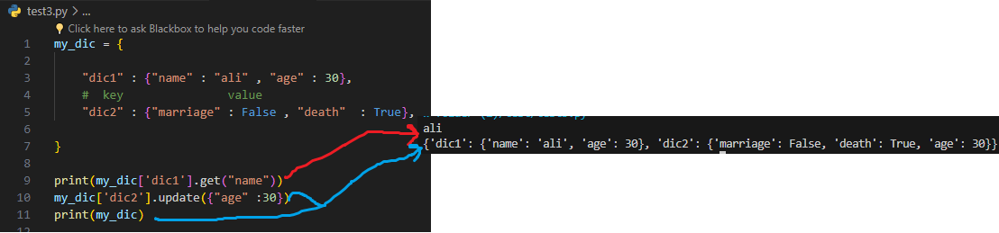 test3.py > ...
Click here to ask Blackbox to help you code faster
1 my_dic = {
2
3 "dic1" : {"name" : "ali" , "age" : 30},
4 # key value
5 "dic2" : {"marriage" : False , "death" : True},
6
7 }
8
9 print(my_dic['dic1'].get("name"))
10 my_dic['dic2'].update({"age" :30})
11 print(my_dic)
12
ali
{'dic1': {'name': 'ali', 'age': 30}, 'dic2': {'marriage': False, 'death': True, 'age': 30}}